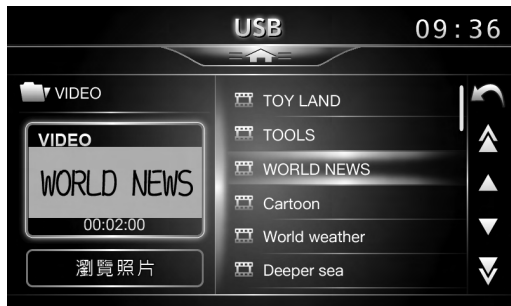 USB
09:36
VIDEO
VIDEO
WORLD NEWS
00:02:00
瀏覽照片
TOY LAND
TOOLS
WORLD NEWS
Cartoon
World weather
Deeper sea